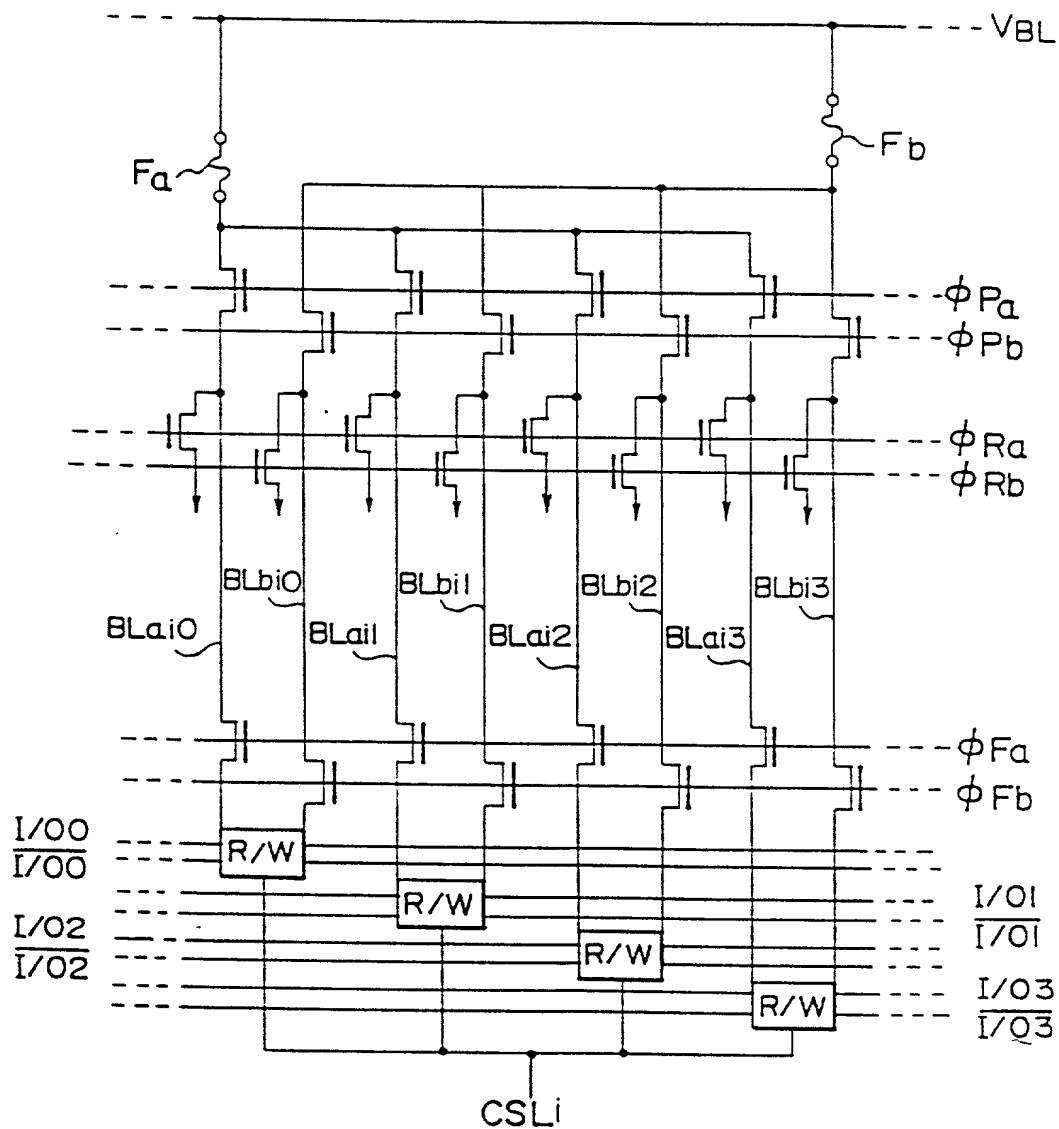 VBL
Fa
Fb
ϕPa
ϕPb
ϕRa
ϕRb
BLbi0
BLbi1
BLbi2
BLbi3
BLai0
BLai1
BLai2
BLai3
ϕFa
ϕFb
I/O0
I/O0
R/W
I/O1
I/O1
R/W
I/O2
I/O2
R/W
I/O3
I/O3
R/W
CSLi